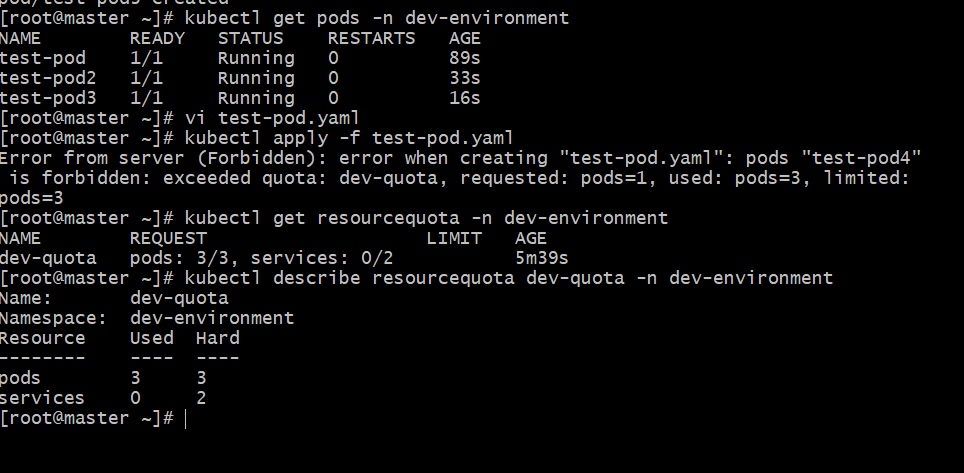 [root@master ~]# kubectl get pods -n dev-environment
NAME        READY   STATUS    RESTARTS   AGE
test-pod    1/1     Running   0          89s
test-pod2   1/1     Running   0          33s
test-pod3   1/1     Running   0          16s
[root@master ~]# vi test-pod.yaml
[root@master ~]# kubectl apply -f test-pod.yaml
Error from server (Forbidden): error when creating "test-pod.yaml": pods "test-pod4"
 is forbidden: exceeded quota: dev-quota, requested: pods=1, used: pods=3, limited:
pods=3
[root@master ~]# kubectl get resourcequota -n dev-environment
NAME        REQUEST                    LIMIT   AGE
dev-quota   pods: 3/3, services: 0/2           5m39s
[root@master ~]# kubectl describe resourcequota dev-quota -n dev-environment
Name:       dev-quota
Namespace:  dev-environment
Resource    Used  Hard
--------    ----  ----
pods        3     3
services    0     2
[root@master ~]#